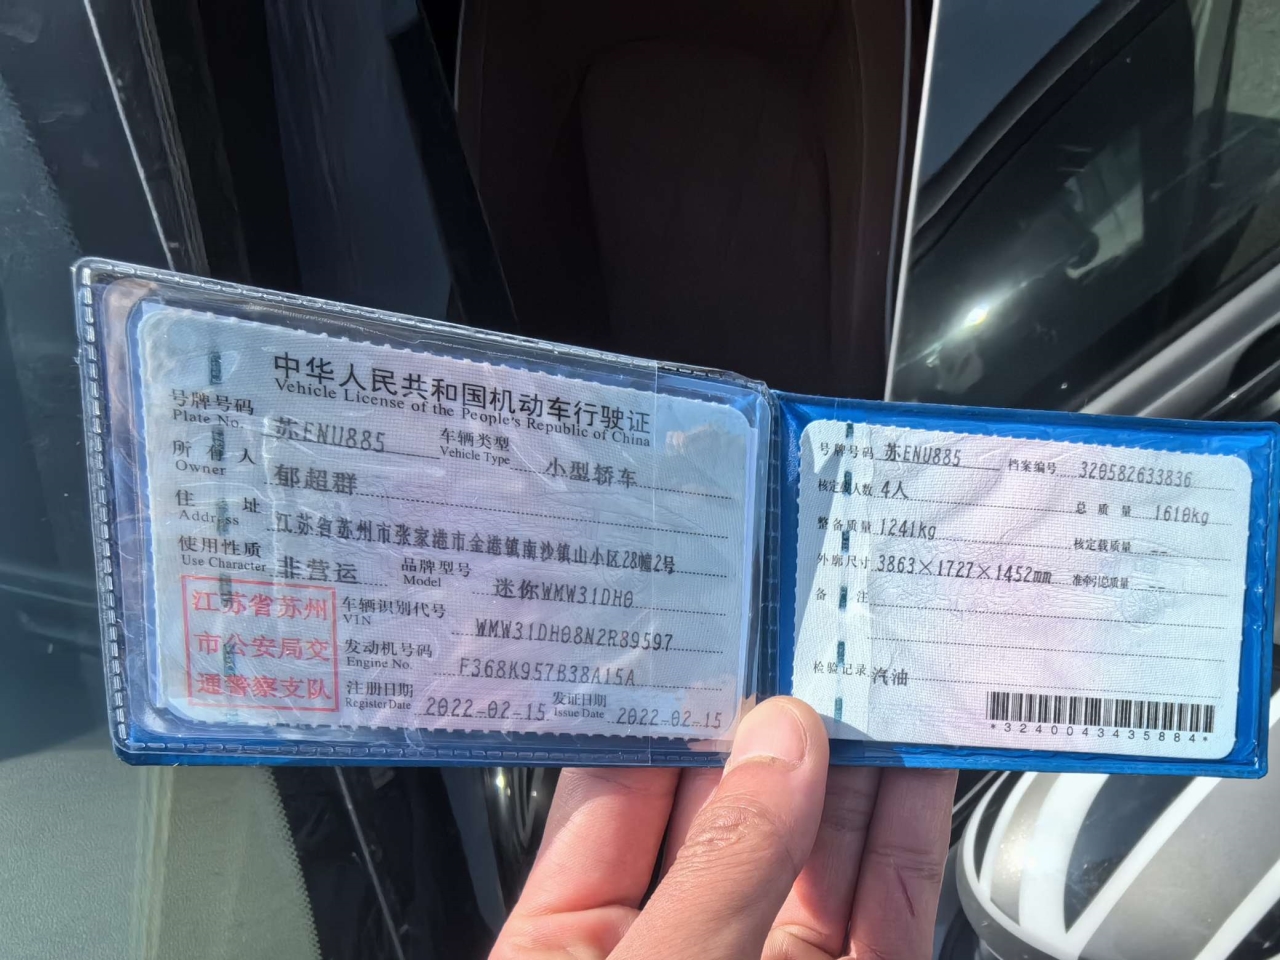 中华人民共和国机动车行驶证
Vehicle License of the People's Republic of China
号牌号码 苏ENU885 车辆类型 小型轿车
Plate No. Vehicle Type
所有人 郁超群
Owner
住址 江苏省苏州市张家港市金港镇南沙镇山小区28幢2号
Address
使用性质 非营运 品牌型号 迷你WMW31DH0
Use Character Model
江苏省苏州
市公安局交
通警察支队
车辆识别代号 WMW31DH08N2R89597
VIN
发动机号码 F368K957B38A15A
Engine No.
注册日期 2022-02-15 发证日期 2022-02-15
Register Date Issue Date
号牌号码 苏ENU885 档案编号 320582633836
核定载人数 4人 总质量 1610kg
整备质量 1241kg 核定载质量 --
外廓尺寸 3863×1727×1452mm 准牵引总质量 --
备注
检验记录 汽油
*3240043435884*